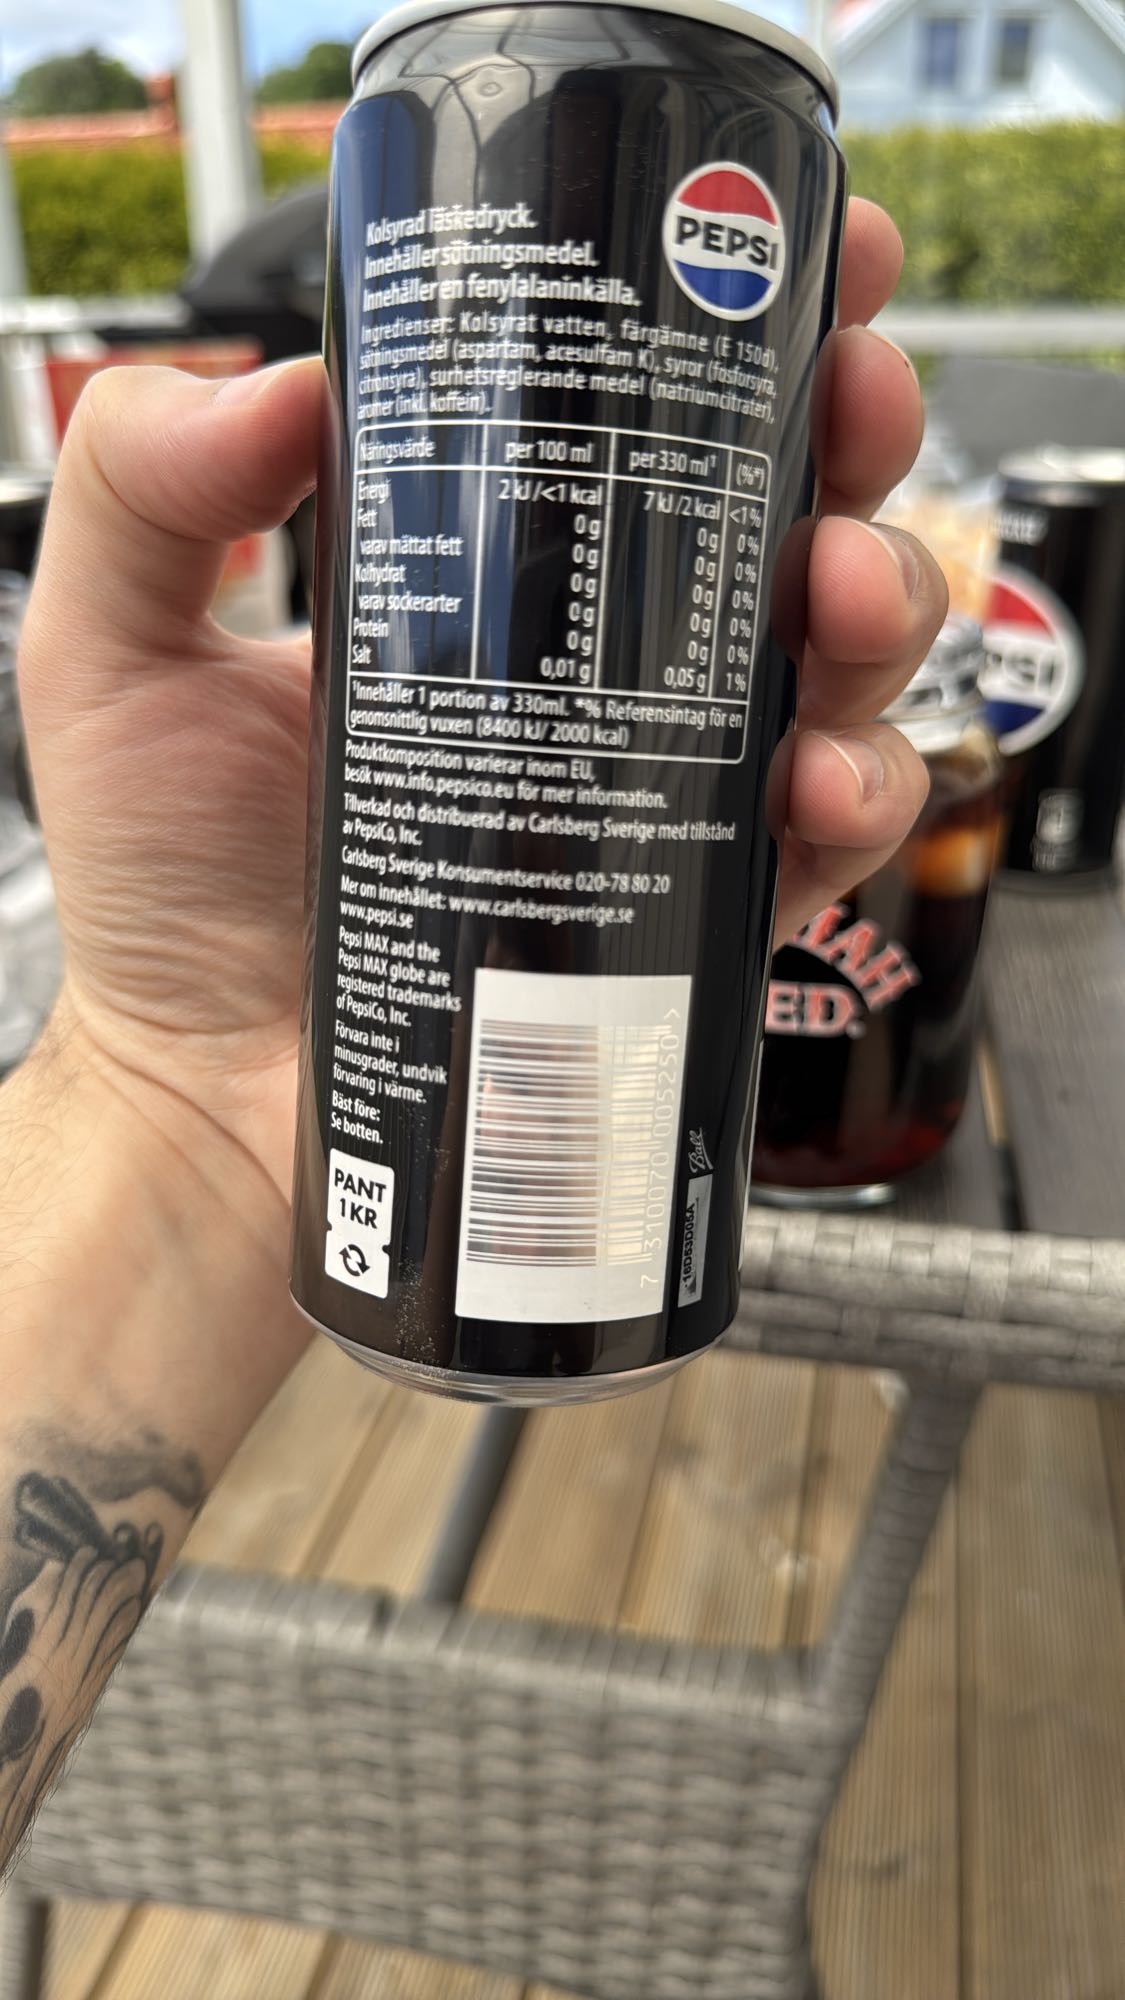 PEPSI
Kolsyrad läskedryck.
Innehåller sötningsmedel.
Innehåller en fenylalaninkälla.
Ingredienser: Kolsyrat vatten, färgämne (E 150d),
sötningsmedel (aspartam, acesulfam K), syror (fosforsyra,
citronsyra), surhetsreglerande medel (natriumcitrater),
aromer (inkl. koffein).
Näringsvärde per 100 ml per 330 ml¹ (%*)
Energi 2 kJ/<1 kcal 7 kJ/2 kcal <1%
Fett 0 g 0 g 0%
varav mättat fett 0 g 0 g 0%
Kolhydrat 0 g 0 g 0%
varav sockerarter 0 g 0 g 0%
Protein 0 g 0 g 0%
Salt 0,01 g 0,05 g 1%
¹Innehåller 1 portion av 330ml. *% Referensintag för en
genomsnittlig vuxen (8400 kJ/ 2000 kcal)
Produktkomposition varierar inom EU,
besök www.info.pepsico.eu för mer information.
Tillverkad och distribuerad av Carlsberg Sverige med tillstånd
av PepsiCo, Inc.
Carlsberg Sverige Konsumentservice 020-78 80 20
Mer om innehållet: www.carlsbergsverige.se
www.pepsi.se
Pepsi MAX and the
Pepsi MAX globe are
registered trademarks
of PepsiCo, Inc.
Förvara inte i
minusgrader, undvik
förvaring i värme.
Bäst före:
Se botten.
PANT
1 KR
7 310070 005250 >
Ball
16D53D05A
PSI
MAH
ED.